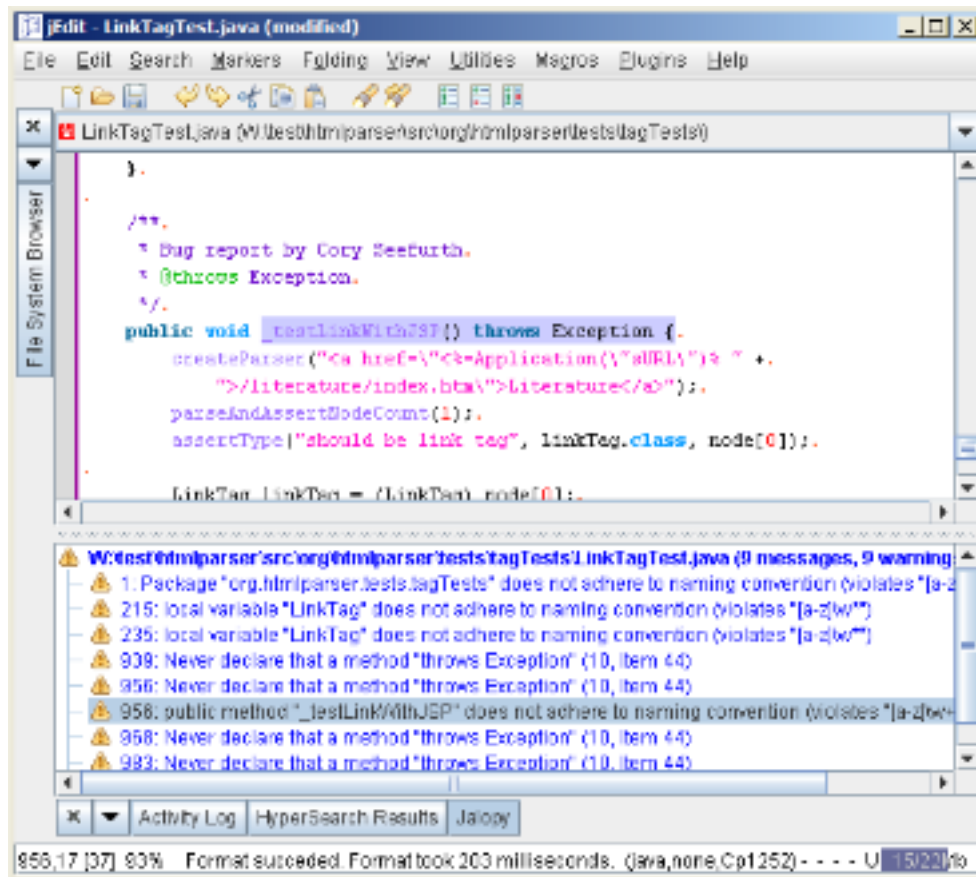 jEdit - LinkTagTest.java (modified)
File Edit Search Markers Folding View Utilities Macros Plugins Help
LinkTagTest.java (W:\test\htmlparser\src\org\htmlparser\tests\tagTests\)
File System Browser
}.
.
/**.
* Bug report by Cory Seefurth.
* @throws Exception.
*/.
public void _testlinkWithJSP() throws Exception {.
createParser("<a href=\"<%=Application(\"sURL\")% " +.
">/literature/index.htm\">Literature</a>");.
parseAndAssertNodeCount(1);.
assertType("should be link tag", linkTag.class, node[0]);.
.
LinkTag linkTag = (LinkTag) node[0];.
W:\test\htmlparser\src\org\htmlparser\tests\tagTests\LinkTagTest.java (9 messages, 9 warning
1: Package "org.htmlparser.tests.tagTests" does not adhere to naming convention (violates "[a-z
215: local variable "LinkTag" does not adhere to naming convention (violates "[a-z]\w*")
235: local variable "LinkTag" does not adhere to naming convention (violates "[a-z]\w*")
939: Never declare that a method "throws Exception" (10, Item 44)
956: Never declare that a method "throws Exception" (10, Item 44)
956: public method "_testLinkWithJSP" does not adhere to naming convention (violates "[a-z]\w+
968: Never declare that a method "throws Exception" (10, Item 44)
983: Never declare that a method "throws Exception" (10, Item 44)
Activity Log HyperSearch Results Jalopy
956,17 [37] 93% Format succeded. Format took 203 milliseconds. (java,none,Cp1252) - - - - U 15/22Mb